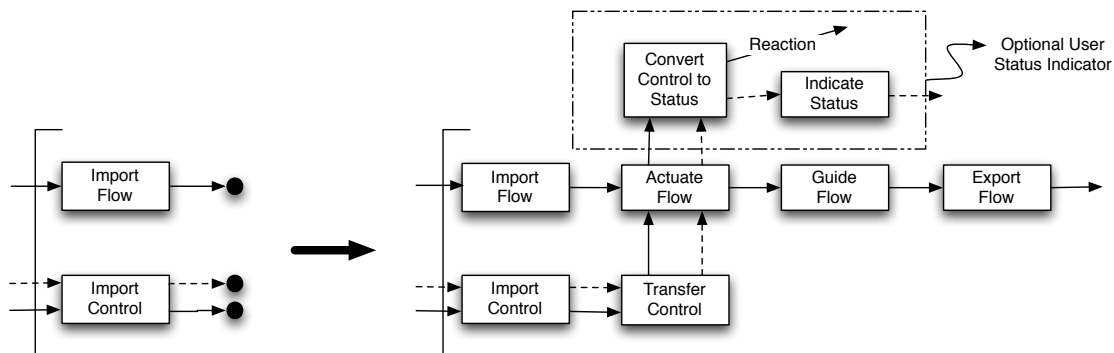 Import
Flow
Import
Control
Convert
Control to
Status
Reaction
Indicate
Status
Optional User
Status Indicator
Import
Flow
Actuate
Flow
Guide
Flow
Export
Flow
Import
Control
Transfer
Control